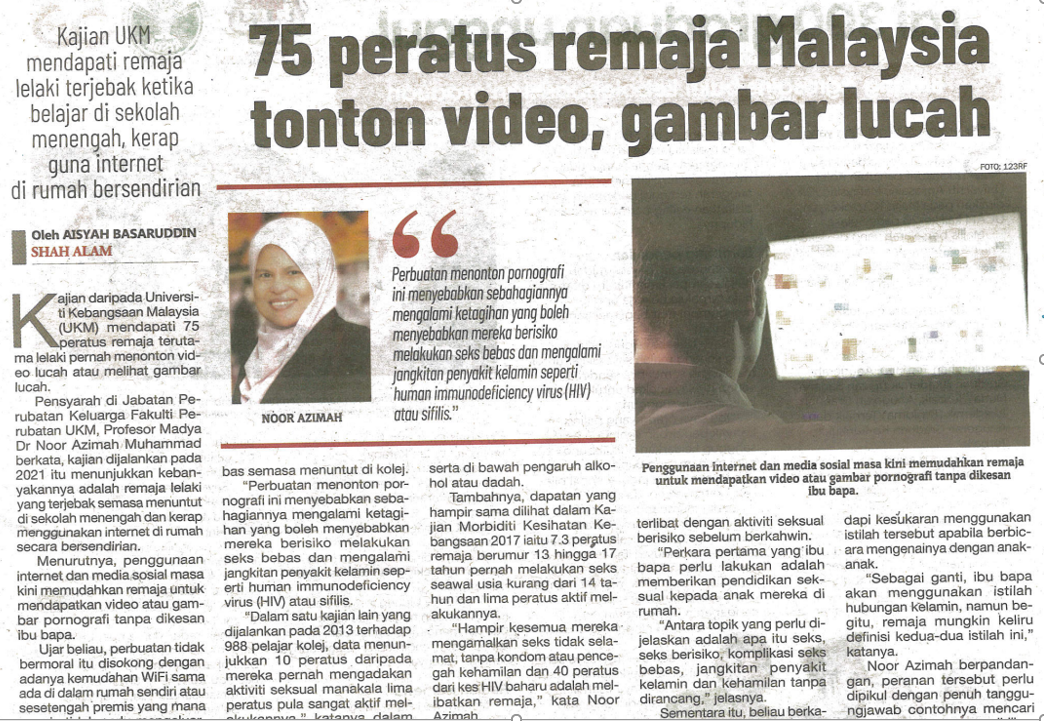 Kajian UKM
mendapati remaja
lelaki terjebak ketika
belajar di sekolah
menengah, kerap
guna internet
di rumah bersendirian
75 peratus remaja Malaysia
tonton video, gambar lucah
FOTO: 123RF
Oleh AISYAH BASARUDDIN
SHAH ALAM
Kajian daripada Universi-
ti Kebangsaan Malaysia
(UKM) mendapati 75
peratus remaja teruta-
ma lelaki pernah menonton vid-
eo lucah atau melihat gambar
lucah.
Pensyarah di Jabatan Pe-
rubatan Keluarga Fakulti Pe-
rubatan UKM, Profesor Madya
Dr Noor Azimah Muhammad
berkata, kajian dijalankan pada
2021 itu menunjukkan keban-
yakannya adalah remaja lelaki
yang terjebak semasa menuntut
di sekolah menengah dan kerap
menggunakan internet di rumah
secara bersendirian.
Menurutnya, penggunaan
internet dan media sosial masa
kini memudahkan remaja untuk
mendapatkan video atau gam-
bar pornografi tanpa dikesan
ibu bapa.
Ujar beliau, perbuatan tidak
bermoral itu disokong dengan
adanya kemudahan WiFi sama
ada di dalam rumah sendiri atau
sesetengah premis yang mana
NOOR AZIMAH
“
Perbuatan menonton pornografi
ini menyebabkan sebahagiannya
mengalami ketagihan yang boleh
menyebabkan mereka berisiko
melakukan seks bebas dan mengalami
jangkitan penyakit kelamin seperti
human immunodeficiency virus (HIV)
atau sifilis.”
bas semasa menuntut di kolej.
“Perbuatan menonton por-
nografi ini menyebabkan seba-
hagiannya mengalami ketagi-
han yang boleh menyebabkan
mereka berisiko melakukan
seks bebas dan mengalami
jangkitan penyakit kelamin sep-
erti human immunodeficiency
virus (HIV) atau sifilis.
“Dalam satu kajian lain yang
dijalankan pada 2013 terhadap
988 pelajar kolej, data menun-
jukkan 10 peratus daripada
mereka pernah mengadakan
aktiviti seksual manakala lima
peratus pula sangat aktif mel-
akukannya,” katanya dalam
serta di bawah pengaruh alko-
hol atau dadah.
Tambahnya, dapatan yang
hampir sama dilihat dalam Ka-
jian Morbiditi Kesihatan Ke-
bangsaan 2017 iaitu 7.3 peratus
remaja berumur 13 hingga 17
tahun pernah melakukan seks
seawal usia kurang dari 14 ta-
hun dan lima peratus aktif mel-
akukannya.
“Hampir kesemua mereka
mengamalkan seks tidak sela-
mat, tanpa kondom atau pence-
gah kehamilan dan 40 peratus
dari kes HIV baharu adalah mel-
ibatkan remaja,” kata Noor
Azimah
Penggunaan internet dan media sosial masa kini memudahkan remaja
untuk mendapatkan video atau gambar pornografi tanpa dikesan
ibu bapa.
terlibat dengan aktiviti seksual
berisiko sebelum berkahwin.
“Perkara pertama yang ibu
bapa perlu lakukan adalah
memberikan pendidikan sek-
sual kepada anak mereka di
rumah.
“Antara topik yang perlu di-
jelaskan adalah apa itu seks,
seks berisiko, komplikasi seks
bebas, jangkitan penyakit
kelamin dan kehamilan tanpa
dirancang,” jelasnya.
Sementara itu, beliau berka-
dapi kesukaran menggunakan
istilah tersebut apabila berbic-
ara mengenainya dengan anak-
anak.
“Sebagai ganti, ibu bapa
akan menggunakan istilah
hubungan kelamin, namun be-
gitu, remaja mungkin keliru
definisi kedua-dua istilah ini,”
katanya.
Noor Azimah berpandan-
gan, peranan tersebut perlu
dipikul dengan penuh tanggu-
ngjawab contohnya mencari